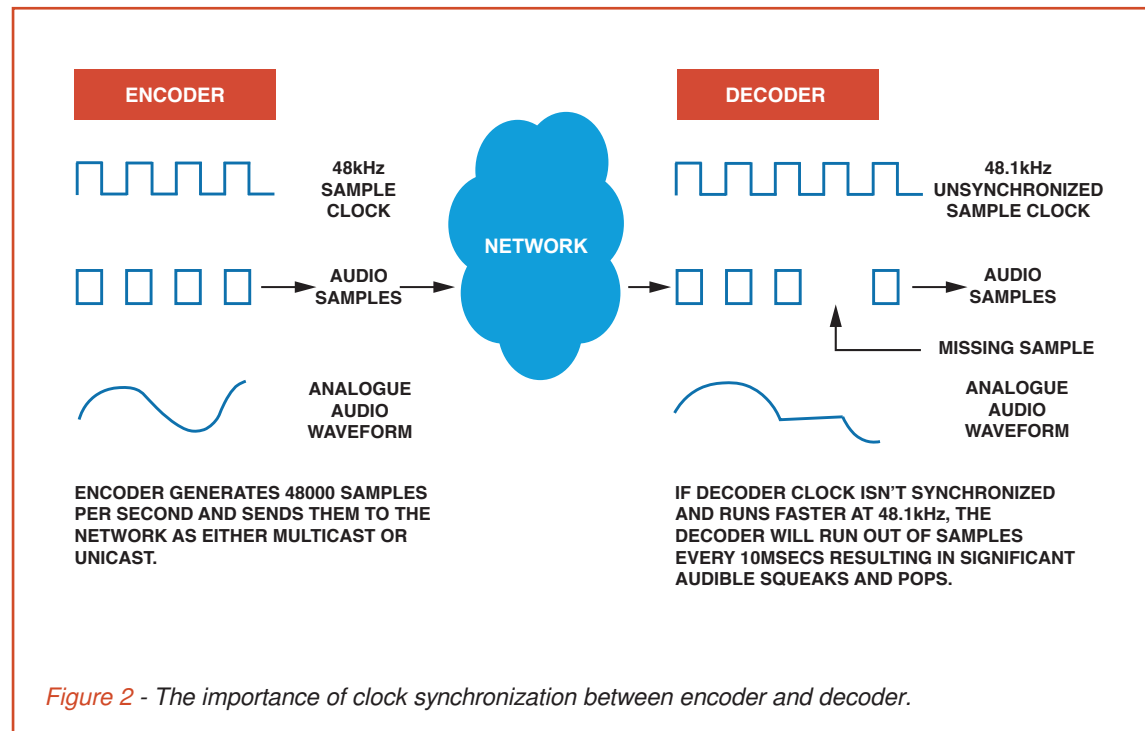 ENCODER
48kHz
SAMPLE
CLOCK
AUDIO
SAMPLES
ANALOGUE
AUDIO
WAVEFORM
ENCODER GENERATES 48000 SAMPLES
PER SECOND AND SENDS THEM TO THE
NETWORK AS EITHER MULTICAST OR
UNICAST.
NETWORK
DECODER
48.1kHz
UNSYNCHRONIZED
SAMPLE CLOCK
AUDIO
SAMPLES
MISSING SAMPLE
ANALOGUE
AUDIO
WAVEFORM
IF DECODER CLOCK ISN'T SYNCHRONIZED
AND RUNS FASTER AT 48.1kHz, THE
DECODER WILL RUN OUT OF SAMPLES
EVERY 10MSECS RESULTING IN SIGNIFICANT
AUDIBLE SQUEAKS AND POPS.
Figure 2 - The importance of clock synchronization between encoder and decoder.